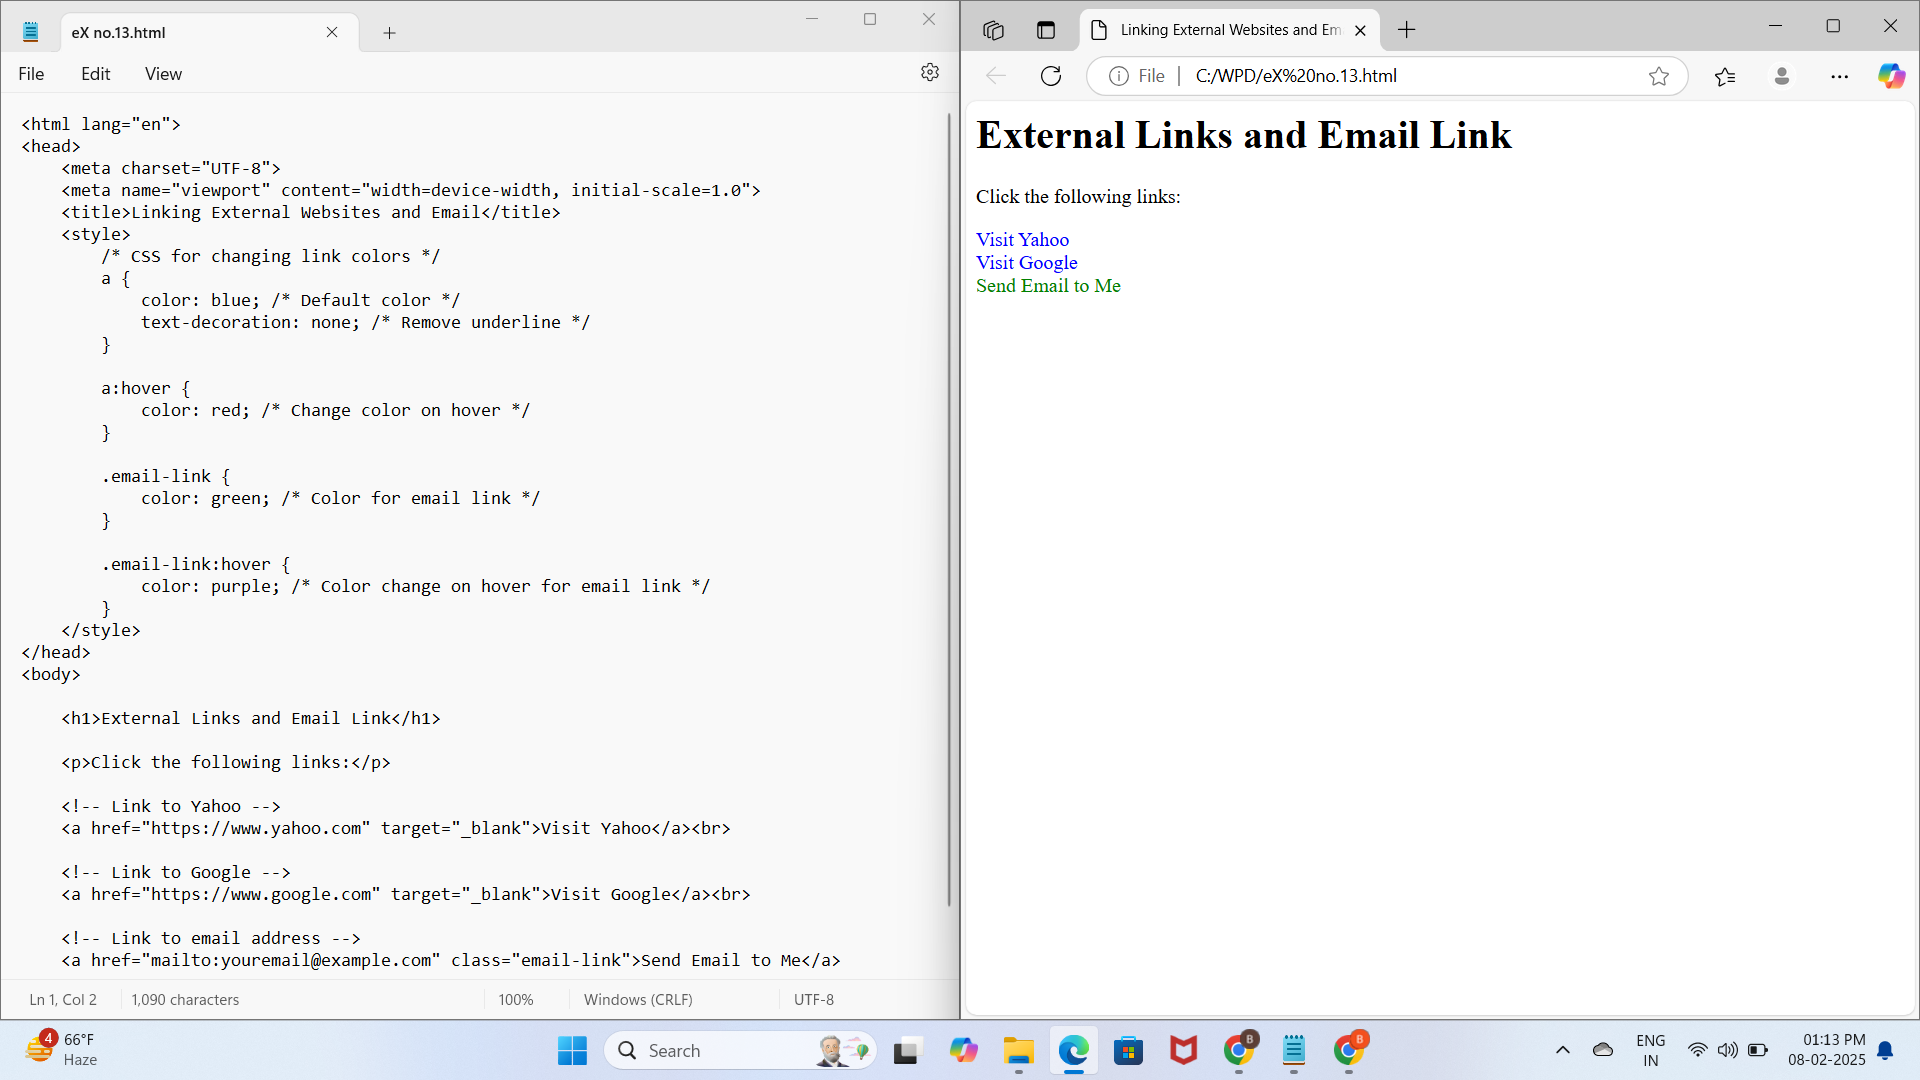 eX no.13.html
File Edit View
<html lang="en">
<head>
    <meta charset="UTF-8">
    <meta name="viewport" content="width=device-width, initial-scale=1.0">
    <title>Linking External Websites and Email</title>
    <style>
        /* CSS for changing link colors */
        a {
            color: blue; /* Default color */
            text-decoration: none; /* Remove underline */
        }

        a:hover {
            color: red; /* Change color on hover */
        }

        .email-link {
            color: green; /* Color for email link */
        }

        .email-link:hover {
            color: purple; /* Color change on hover for email link */
        }
    </style>
</head>
<body>

    <h1>External Links and Email Link</h1>

    <p>Click the following links:</p>

    <!-- Link to Yahoo -->
    <a href="https://www.yahoo.com" target="_blank">Visit Yahoo</a><br>

    <!-- Link to Google -->
    <a href="https://www.google.com" target="_blank">Visit Google</a><br>

    <!-- Link to email address -->
    <a href="mailto:youremail@example.com" class="email-link">Send Email to Me</a>
Ln 1, Col 2 1,090 characters 100% Windows (CRLF) UTF-8
Linking External Websites and Em
File C:/WPD/eX%20no.13.html
External Links and Email Link
Click the following links:
Visit Yahoo
Visit Google
Send Email to Me
4
66°F
Haze
Search
B
B
ENG
IN
01:13 PM
08-02-2025